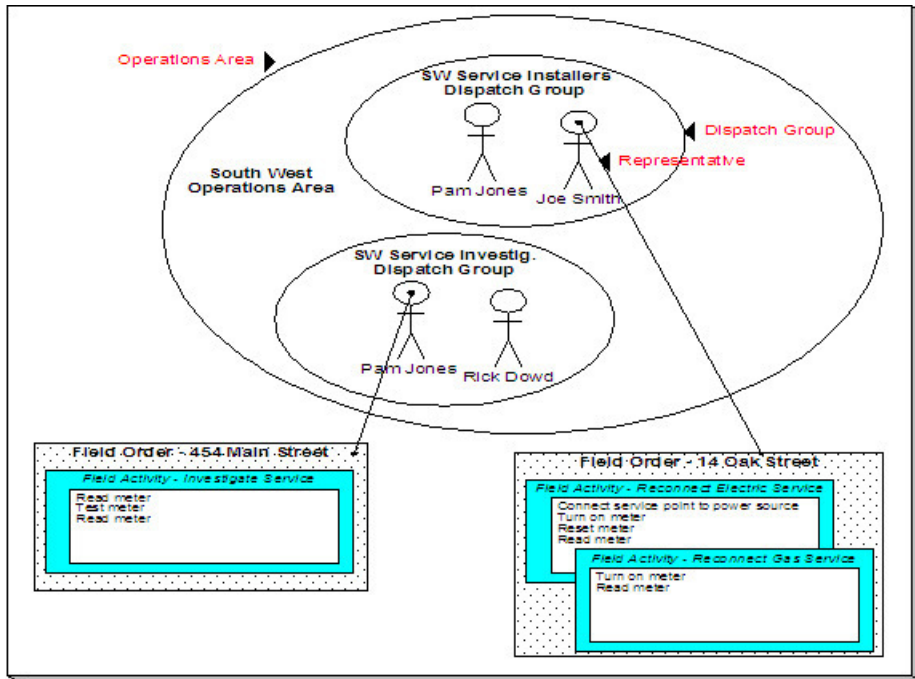 Operations Area
SW Service Installers
Dispatch Group
Dispatch Group
Representative
South West
Operations Area
Pam Jones
Joe Smith
SW Service Investig.
Dispatch Group
Pam Jones
Rick Dowd
Field Order - 454 Main Street
Field Activity - Investigate Service
Read meter
Test meter
Read meter
Field Order - 14 Oak Street
Field Activity - Reconnect Electric Service
Connect service point to power source
Turn on meter
Reset meter
Read meter
Field Activity - Reconnect Gas Service
Turn on meter
Read meter